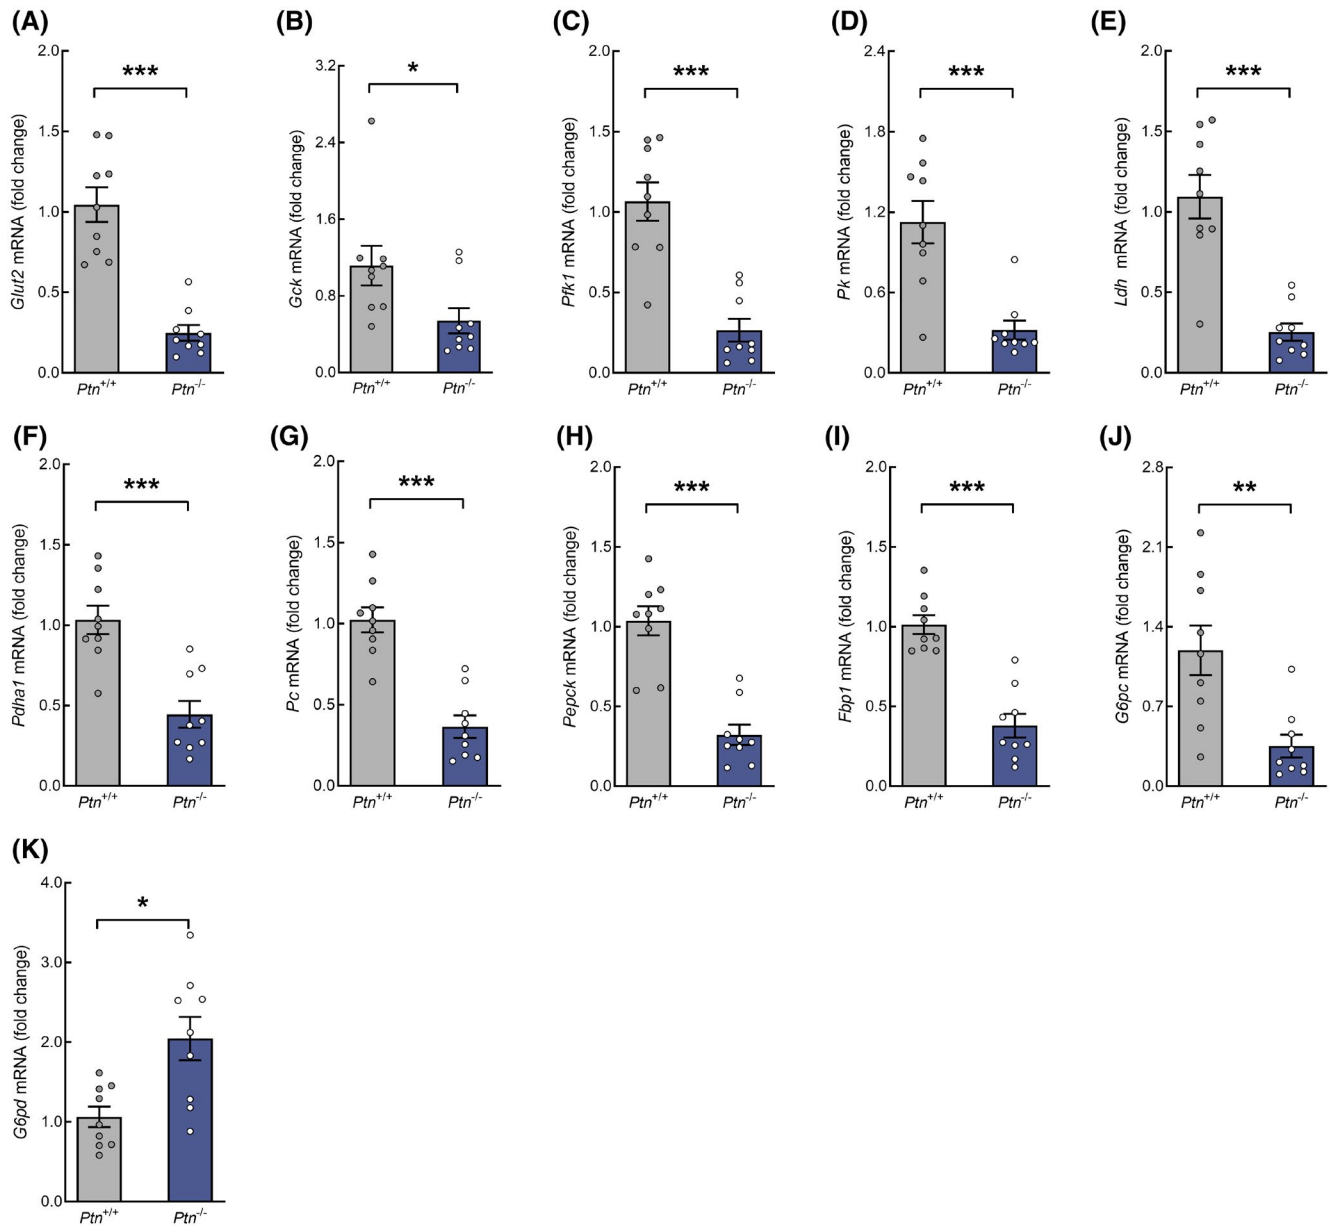 (A)
2.0
1.5
1.0
0.5
0.0
Glut2 mRNA (fold change)
***
Ptn+/+ Ptn-/-
(B)
3.2
2.4
1.6
0.8
0.0
Gck mRNA (fold change)
*
Ptn+/+ Ptn-/-
(C)
2.0
1.5
1.0
0.5
0.0
Pfk1 mRNA (fold change)
***
Ptn+/+ Ptn-/-
(D)
2.4
1.8
1.2
0.6
0.0
Pk mRNA (fold change)
***
Ptn+/+ Ptn-/-
(E)
2.0
1.5
1.0
0.5
0.0
Ldh mRNA (fold change)
***
Ptn+/+ Ptn-/-
(F)
2.0
1.5
1.0
0.5
0.0
Pdha1 mRNA (fold change)
***
Ptn+/+ Ptn-/-
(G)
2.0
1.5
1.0
0.5
0.0
Pc mRNA (fold change)
***
Ptn+/+ Ptn-/-
(H)
2.0
1.5
1.0
0.5
0.0
Pepck mRNA (fold change)
***
Ptn+/+ Ptn-/-
(I)
2.0
1.5
1.0
0.5
0.0
Fbp1 mRNA (fold change)
***
Ptn+/+ Ptn-/-
(J)
2.8
2.1
1.4
0.7
0.0
G6pc mRNA (fold change)
**
Ptn+/+ Ptn-/-
(K)
4.0
3.0
2.0
1.0
0.0
G6pd mRNA (fold change)
*
Ptn+/+ Ptn-/-